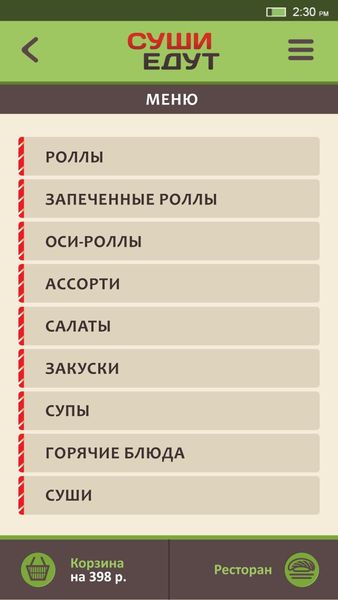 2:30 PM
СУШИ
ЕДУТ
МЕНЮ
РОЛЛЫ
ЗАПЕЧЕННЫЕ РОЛЛЫ
ОСИ-РОЛЛЫ
АССОРТИ
САЛАТЫ
ЗАКУСКИ
СУПЫ
ГОРЯЧИЕ БЛЮДА
СУШИ
Корзина
на 398 р.
Ресторан